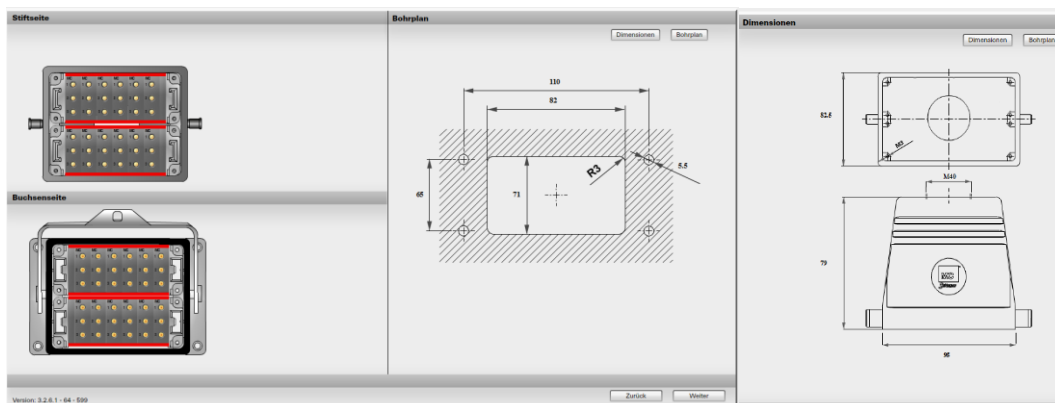 Stiftseite
Buchsenseite
Version: 3.2.6.1 - 64 - 599
Bohrplan
Dimensionen Bohrplan
110
82
5.5
R3
65
71
Zurück Weiter
Dimensionen
Dimensionen Bohrplan
82.5
M40
79